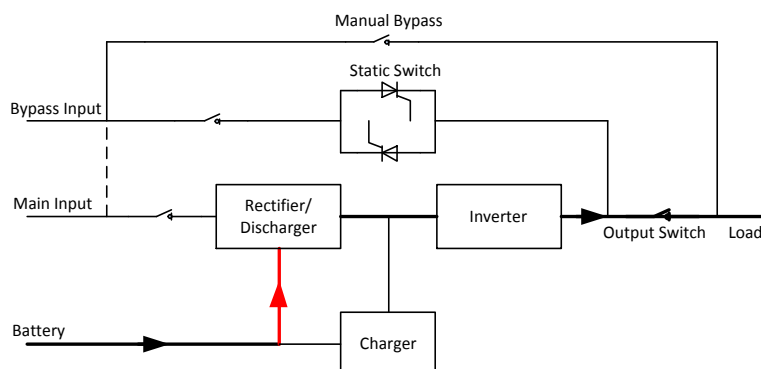 Manual Bypass
Static Switch
Bypass Input
Main Input
Rectifier/
Discharger
Inverter
Output Switch
Load
Battery
Charger